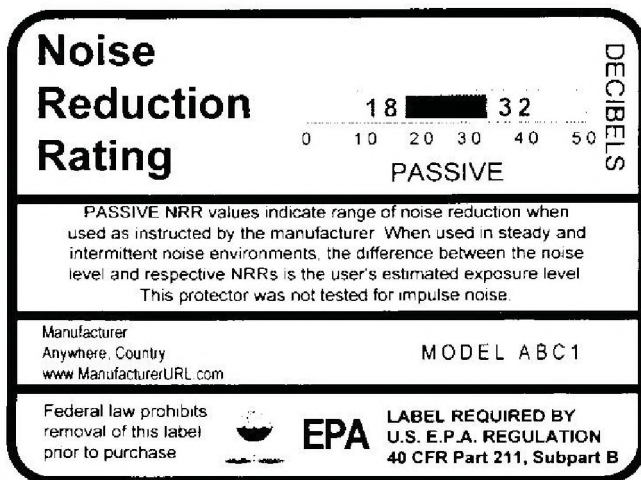 Noise
Reduction
Rating
18 32
0 10 20 30 40 50
PASSIVE
DECIBELS
PASSIVE NRR values indicate range of noise reduction when
used as instructed by the manufacturer When used in steady and
intermittent noise environments, the difference between the noise
level and respective NRRs is the user's estimated exposure level
This protector was not tested for impulse noise.
Manufacturer
Anywhere, Country
www ManufacturerURL.com
MODEL ABC1
Federal law prohibits
removal of this label
prior to purchase
EPA
LABEL REQUIRED BY
U.S. E.P.A. REGULATION
40 CFR Part 211, Subpart B